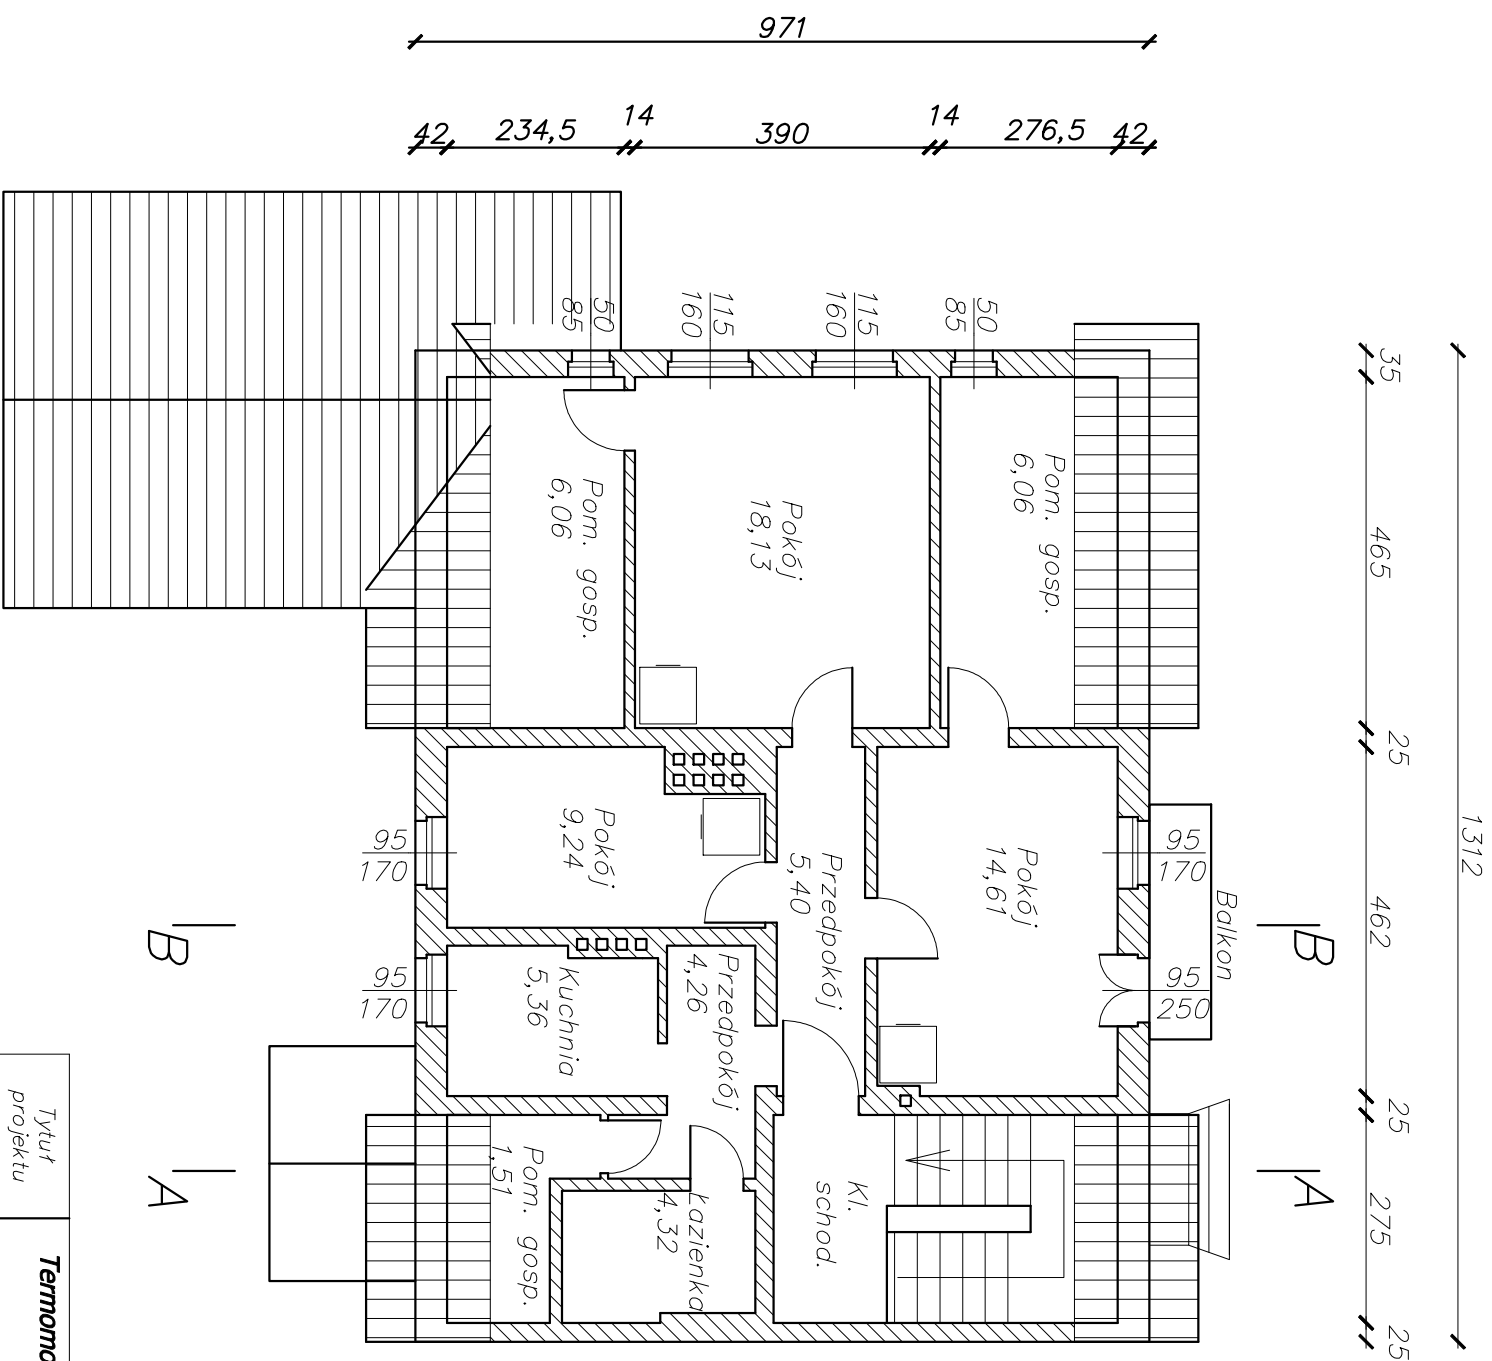 971
42
234,5
14
390
14
276,5
42
50
85
115
160
115
160
50
85
35
465
25
462
25
275
25
1312
Pom. gosp.
6,06
Pokój
18,13
Pom. gosp.
6,06
Pokój
9,24
Przedpokój
5,40
Pokój
14,61
Balkon
95
170
95
170
95
170
95
250
Kuchnia
5,36
Przedpokój
4,26
Pom. gosp.
1,51
Łazienka
4,32
Kl.
schod.
B
B
A
A
Tytuł
projektu